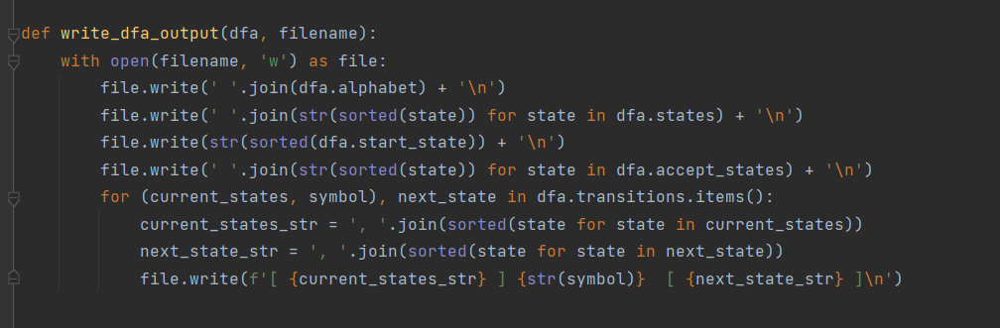 def write_dfa_output(dfa, filename):
    with open(filename, 'w') as file:
        file.write(' '.join(dfa.alphabet) + '\n')
        file.write(' '.join(str(sorted(state)) for state in dfa.states) + '\n')
        file.write(str(sorted(dfa.start_state)) + '\n')
        file.write(' '.join(str(sorted(state)) for state in dfa.accept_states) + '\n')
        for (current_states, symbol), next_state in dfa.transitions.items():
            current_states_str = ', '.join(sorted(state for state in current_states))
            next_state_str = ', '.join(sorted(state for state in next_state))
            file.write(f'[ {current_states_str} ] {str(symbol)}  [ {next_state_str} ]\n')